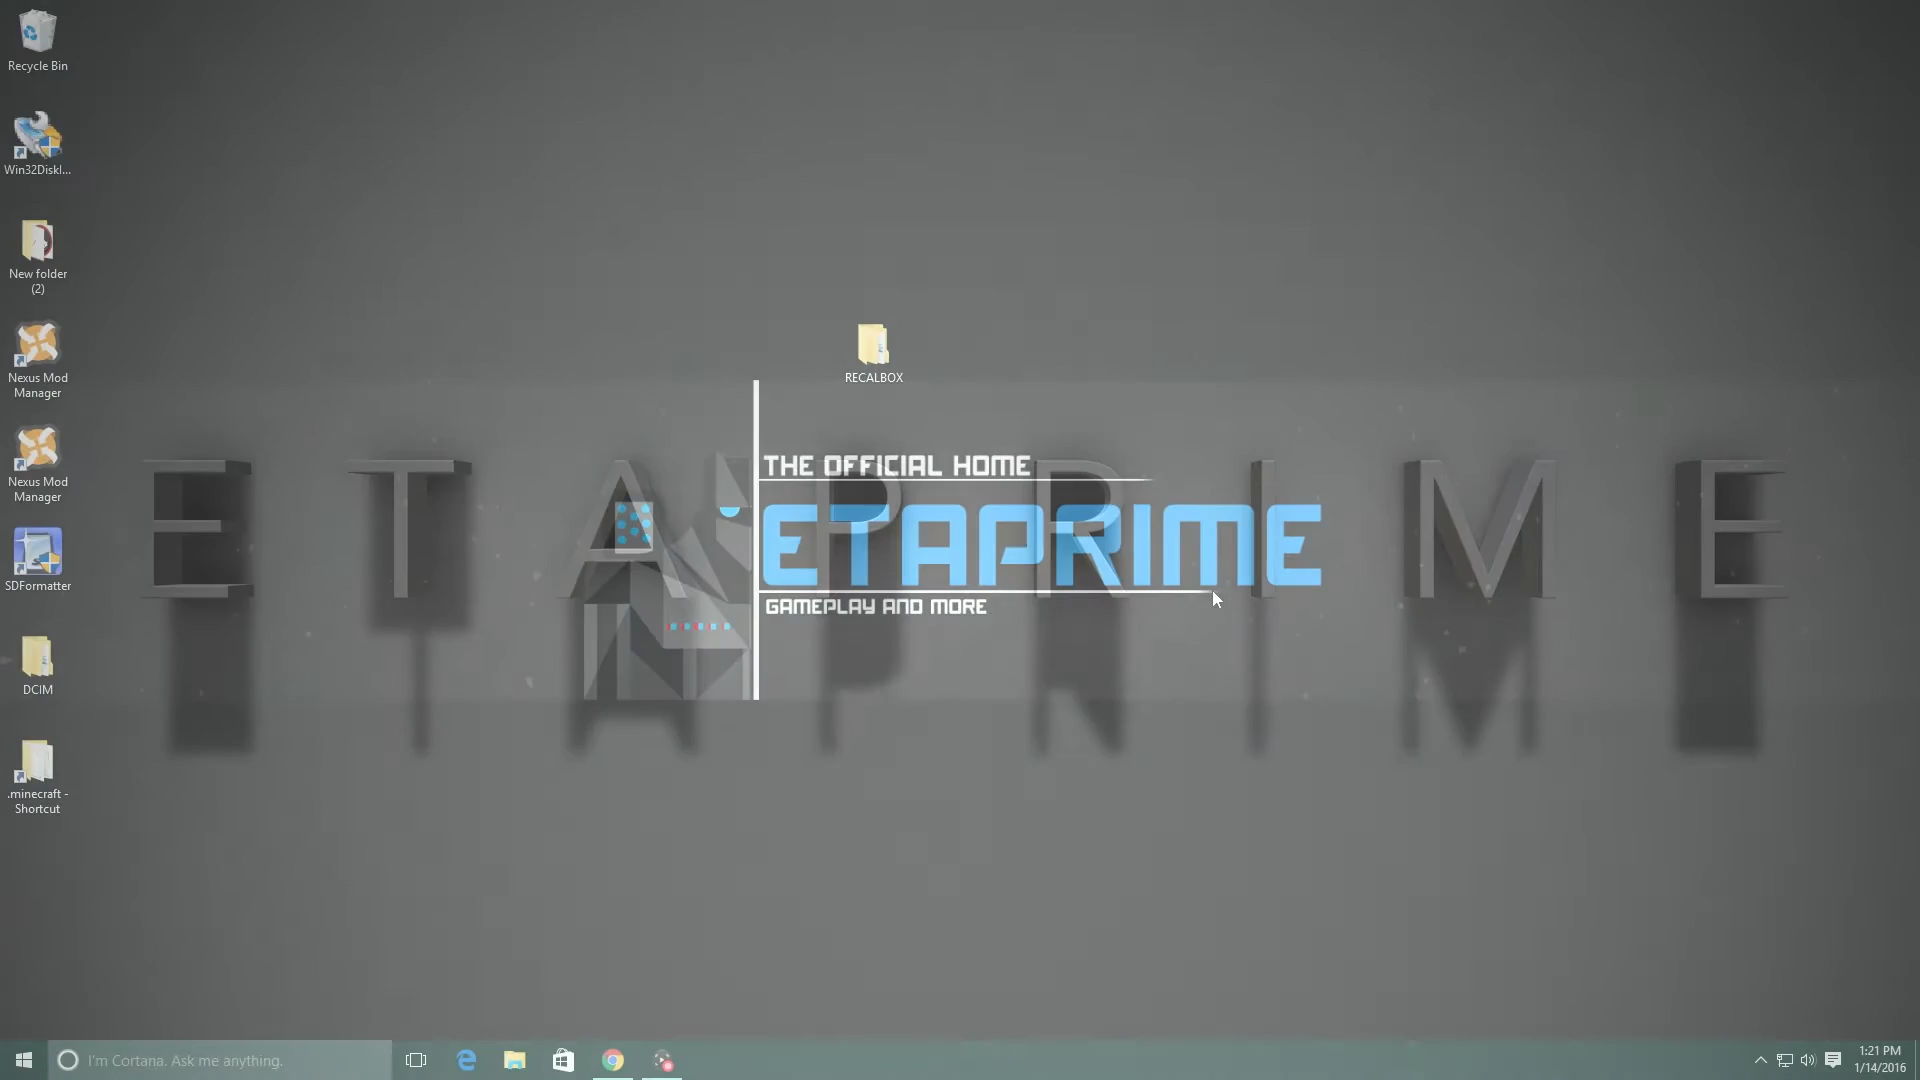 Recycle Bin
Win32DiskI...
New folder
(2)
Nexus Mod
Manager
Nexus Mod
Manager
SDFormatter
DCIM
.minecraft -
Shortcut
RECALBOX
THE OFFICIAL HOME
ETAPRIME
GAMEPLAY AND MORE
ETAPRIME
I'm Cortana. Ask me anything.
1:21 PM
1/14/2016